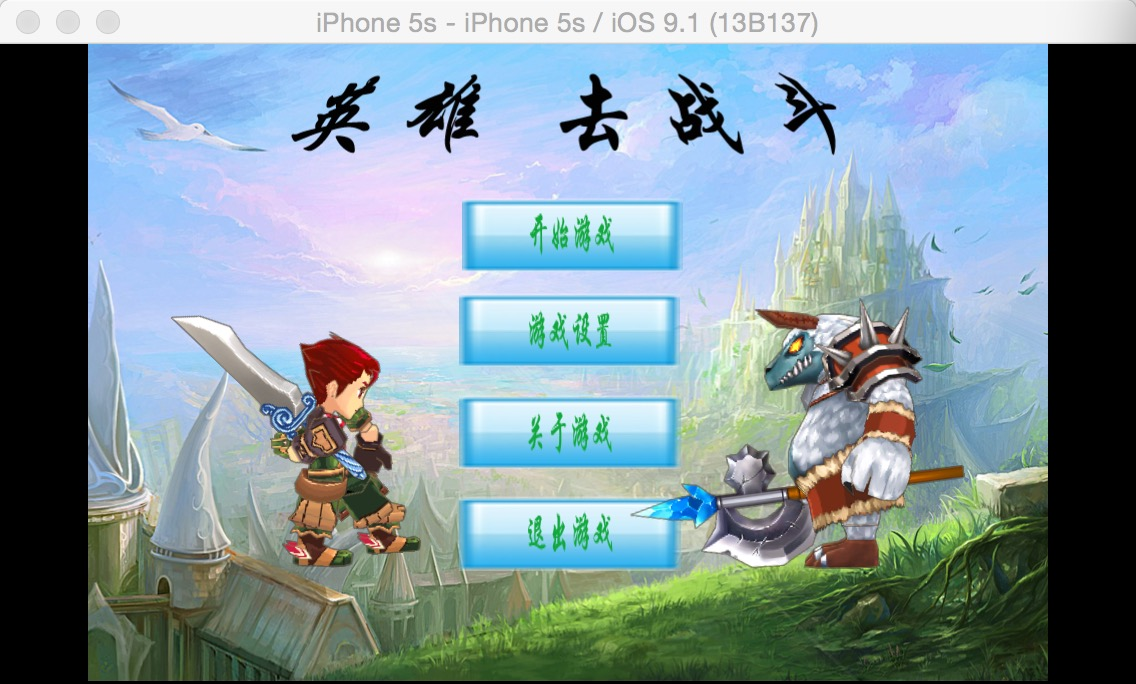 iPhone 5s - iPhone 5s / iOS 9.1 (13B137)
英雄 去战斗
开始游戏
游戏设置
关于游戏
退出游戏